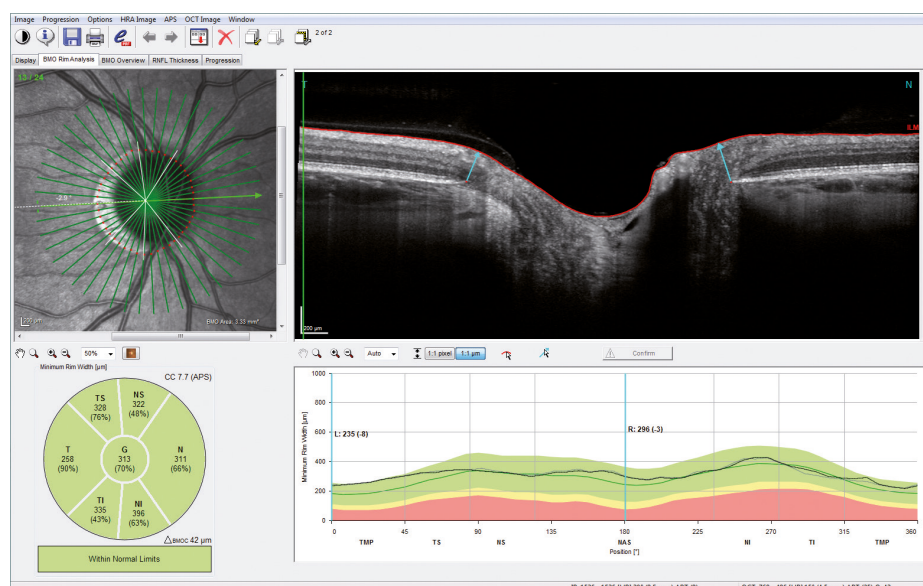 Image Progression Options HRA Image APS OCT Image Window
2 of 2
Display BMO Rim Analysis BMO Overview RNFL Thickness Progression
13 / 24
-2.9°
200 µm
BMO Area: 3.33 mm²
T N
ILM
200 µm
50%
Auto 1:1 pixel 1:1 µm Confirm
Minimum Rim Width [µm]
CC 7.7 (APS)
TS
328
(76%)
NS
322
(48%)
T
258
(90%)
G
313
(70%)
N
311
(66%)
TI
335
(43%)
NI
396
(63%)
△BMOC 42 µm
Within Normal Limits
Minimum Rim Width [µm]
1000
800
600
400
200
0
L: 235 (-8)
R: 296 (-3)
0 45 90 135 180 225 270 315 360
TMP TS NS NAS NI TI TMP
Position [°]